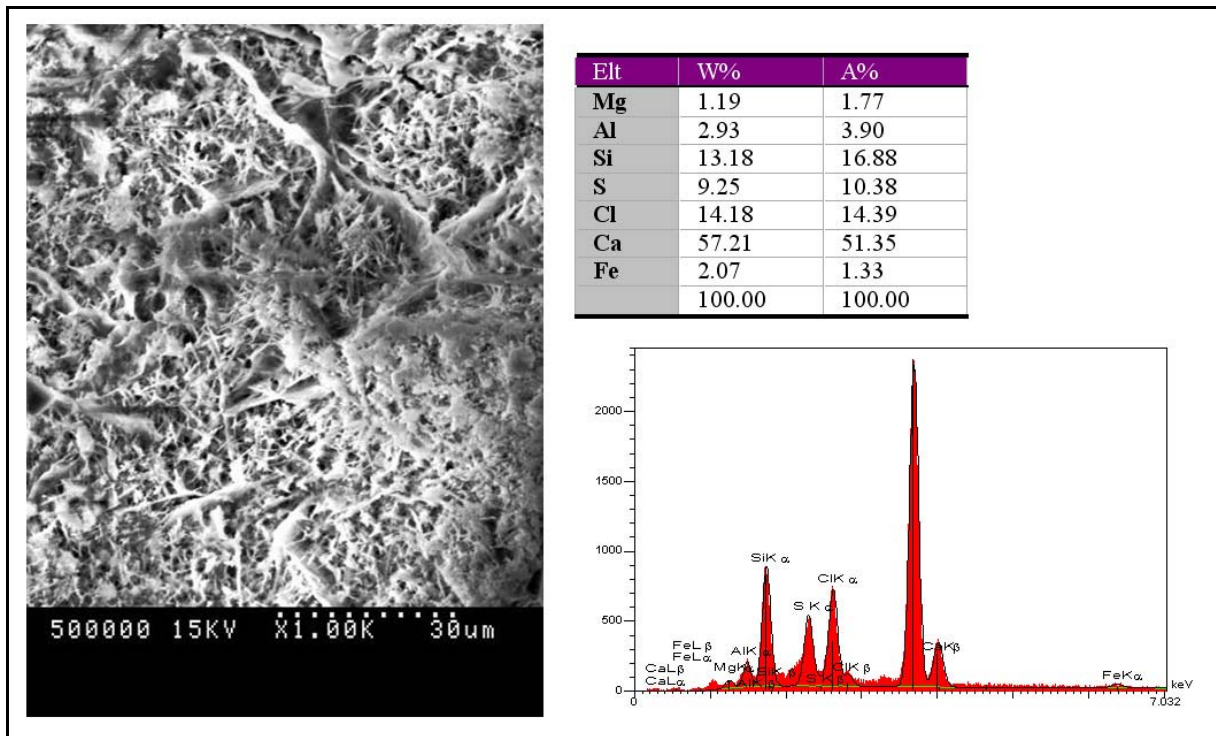 Elt W% A%
Mg 1.19 1.77
Al 2.93 3.90
Si 13.18 16.88
S 9.25 10.38
Cl 14.18 14.39
Ca 57.21 51.35
Fe 2.07 1.33
100.00 100.00
500000 15KV X1.00K 30um
2000
1500
1000
500
0
SiK α
ClK α
S K α
FeL β
FeL α
AlK α
CaL β
CaL α
ClK β
S K β
FeK α
keV
0 7.032